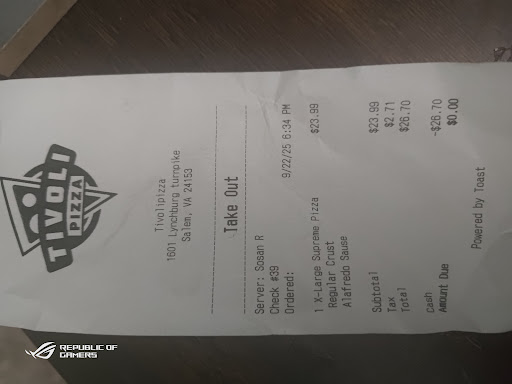 TIVOLI
PIZZA
Tivolipizza
1601 Lynchburg turnpike
Salem, VA 24153
Take Out
Server: Sosan R
Check #39
Ordered: 9/22/25 6:34 PM
1 X-Large Supreme Pizza $23.99
Regular Crust
Alafredo Sause
Subtotal $23.99
Tax $2.71
Total $26.70
cash -$26.70
Amount Due $0.00
Powered by Toast
REPUBLIC OF
GAMERS